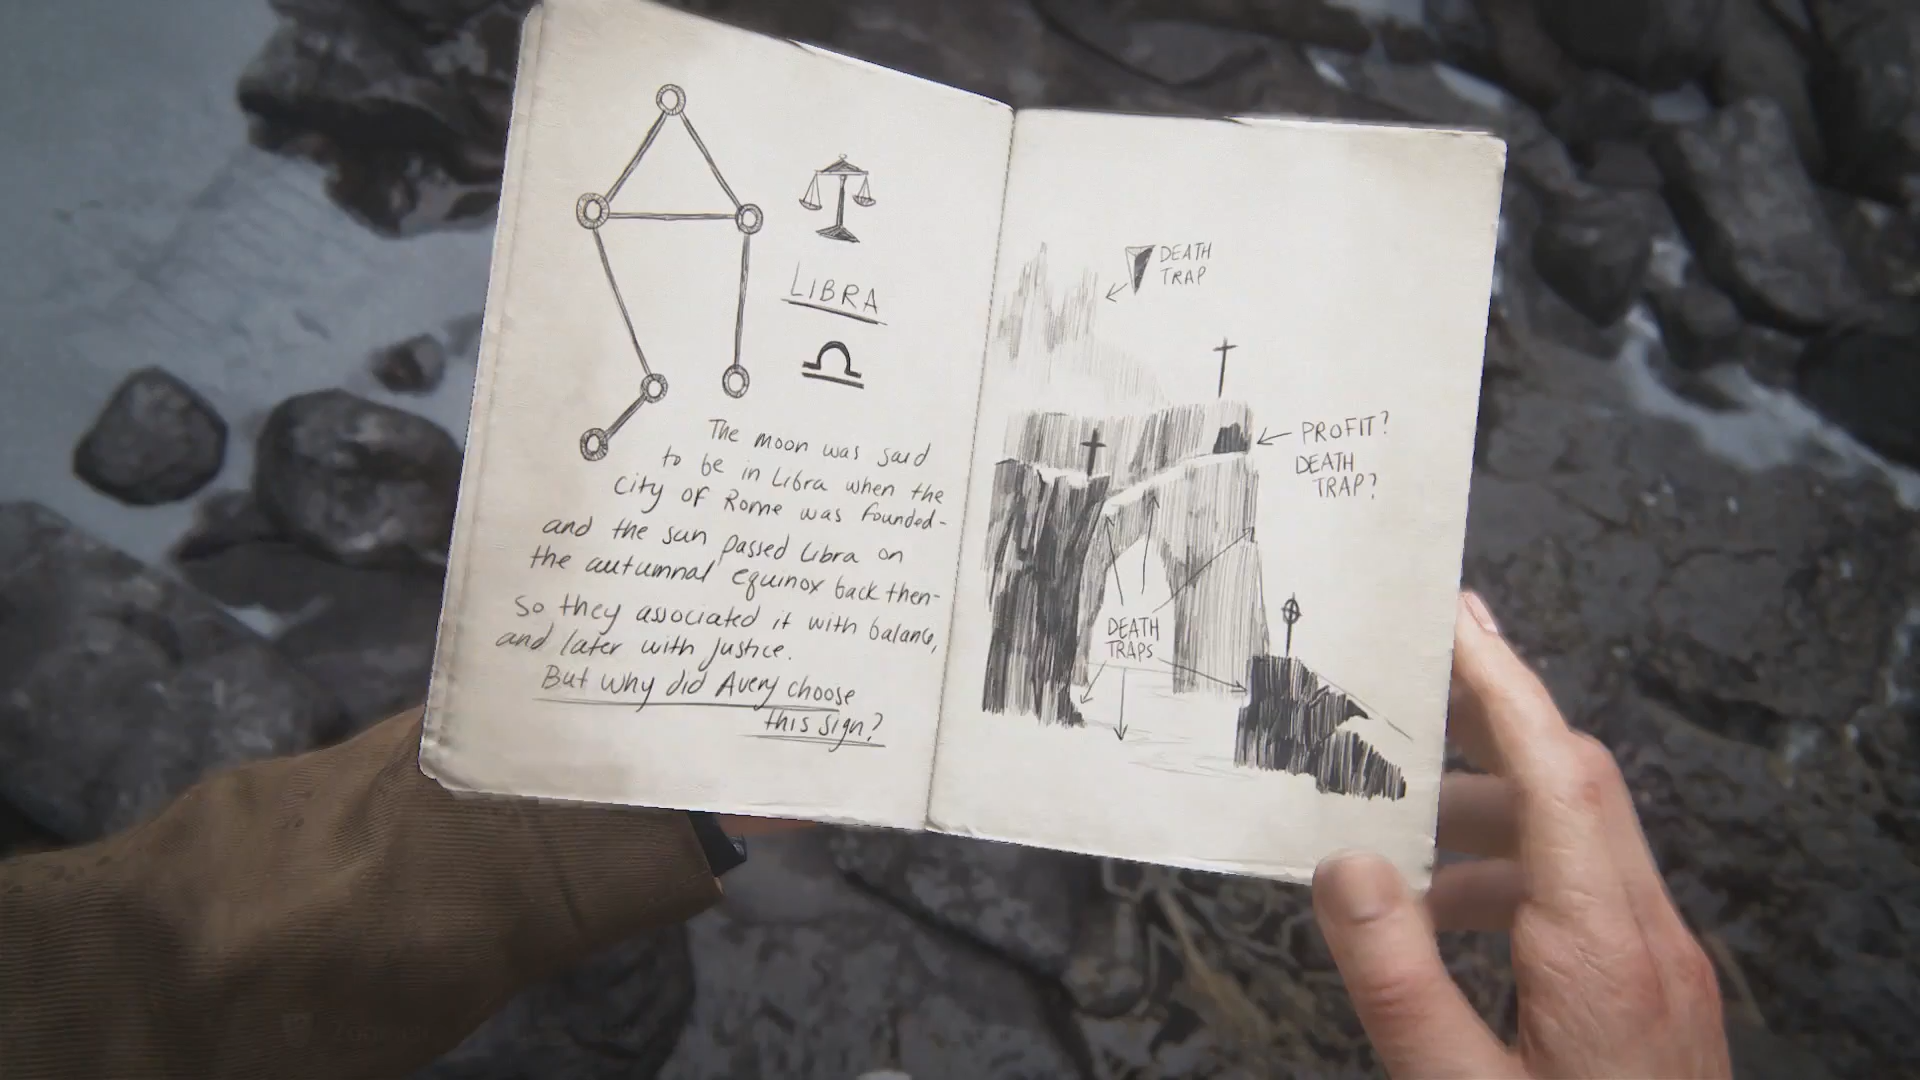 LIBRA
The moon was said
to be in Libra when the
city of Rome was founded-
and the sun passed Libra on
the autumnal equinox back then-
so they associated it with balance,
and later with justice.
But why did Avery choose
this sign?
DEATH
TRAP
PROFIT?
DEATH
TRAP?
DEATH
TRAPS